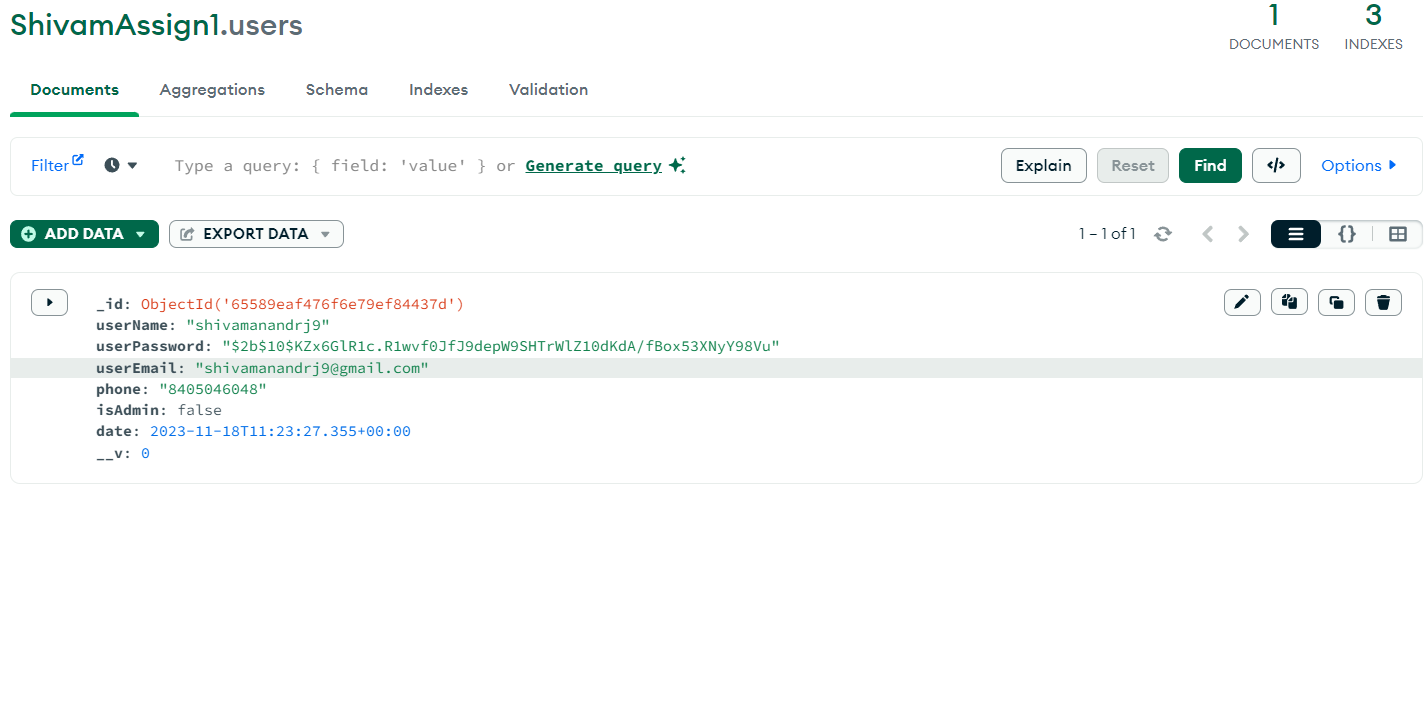 ShivamAssign1.users
1 3
DOCUMENTS INDEXES
Documents Aggregations Schema Indexes Validation
Filter Type a query: { field: 'value' } or Generate query Explain Reset Find </> Options
ADD DATA EXPORT DATA 1 – 1 of 1 {}
_id: ObjectId('65589eaf476f6e79ef84437d')
userName: "shivamanandrj9"
userPassword: "$2b$10$KZx6GlR1c.R1wvf0JfJ9depW9SHTrWlZ10dKdA/fBox53XNyY98Vu"
userEmail: "shivamanandrj9@gmail.com"
phone: "8405046048"
isAdmin: false
date: 2023-11-18T11:23:27.355+00:00
__v: 0